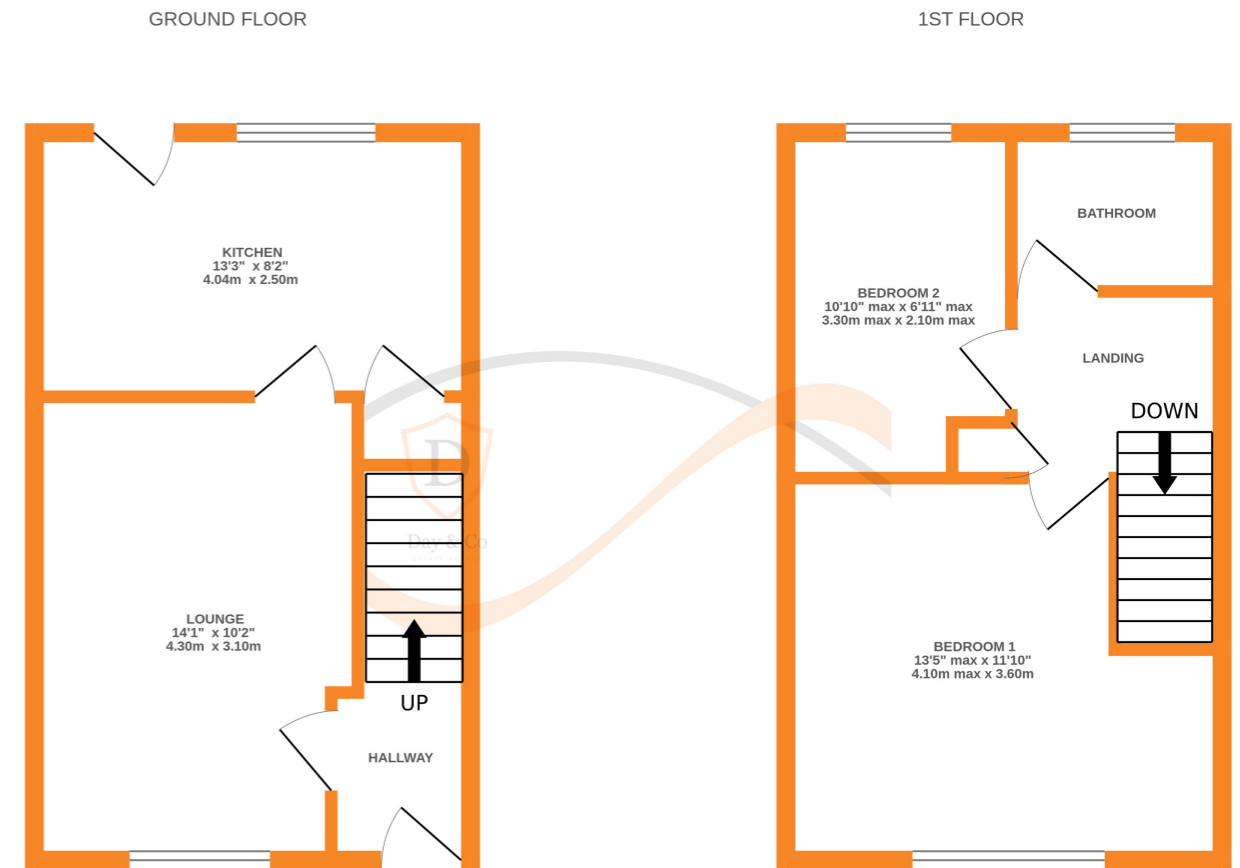 GROUND FLOOR
1ST FLOOR
KITCHEN
13'3" x 8'2"
4.04m x 2.50m
LOUNGE
14'1" x 10'2"
4.30m x 3.10m
UP
HALLWAY
D
Day & Co
BATHROOM
BEDROOM 2
10'10" max x 6'11" max
3.30m max x 2.10m max
LANDING
DOWN
BEDROOM 1
13'5" max x 11'10"
4.10m max x 3.60m